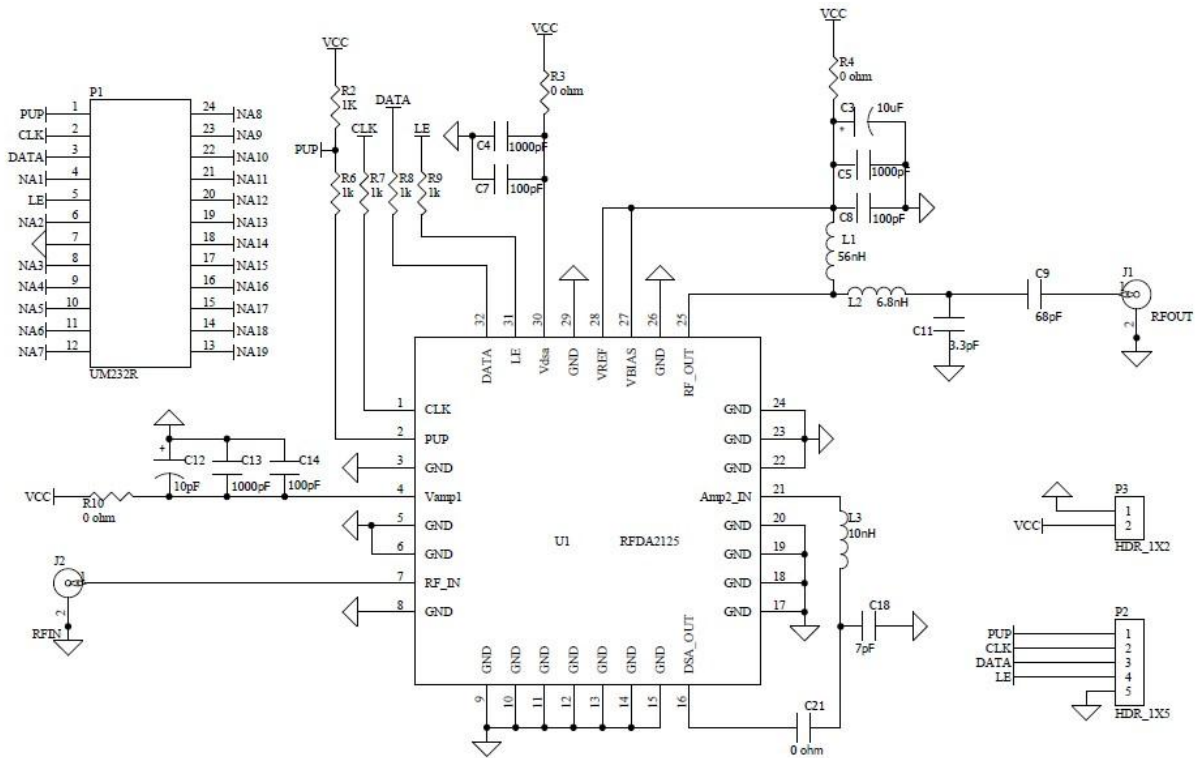 VCC
VCC
VCC
R4
0 ohm
R3
0 ohm
P1
R2
1K
DATA
C3
10uF
+
PUP 1
24 NA8
CLK 2
23 NA9
DATA 3
22 NA10
NA1 4
21 NA11
LE 5
20 NA12
NA2 6
19 NA13
7
18 NA14
NA3 8
17 NA15
NA4 9
16 NA16
NA5 10
15 NA17
NA6 11
14 NA18
NA7 12
13 NA19
UM232R
CLK
LE
PUP
R6
1k
R7
1k
R8
1k
R9
1k
C4
1000pF
C7
100pF
C5
1000pF
C8
100pF
L1
56nH
L2
6.8nH
C9
68pF
J1
1
2
RFOUT
C11
3.3pF
32
31
30
29
28
27
26
25
DATA
LE
Vdsa
GND
VREF
VBIAS
GND
RF_OUT
1 CLK
2 PUP
3 GND
4 Vamp1
5 GND
6 GND
7 RF_IN
8 GND
GND 24
GND 23
GND 22
Amp2_IN 21
GND 20
GND 19
GND 18
GND 17
U1
RFDA2125
+
C12
10pF
C13
1000pF
C14
100pF
VCC
R10
0 ohm
J2
1
2
RFIN
L3
10nH
C18
7pF
GND
GND
GND
GND
GND
GND
GND
DSA_OUT
9
10
11
12
13
14
15
16
C21
0 ohm
P3
1
VCC
2
HDR_1X2
P2
PUP 1
CLK 2
DATA 3
LE 4
5
HDR_1X5